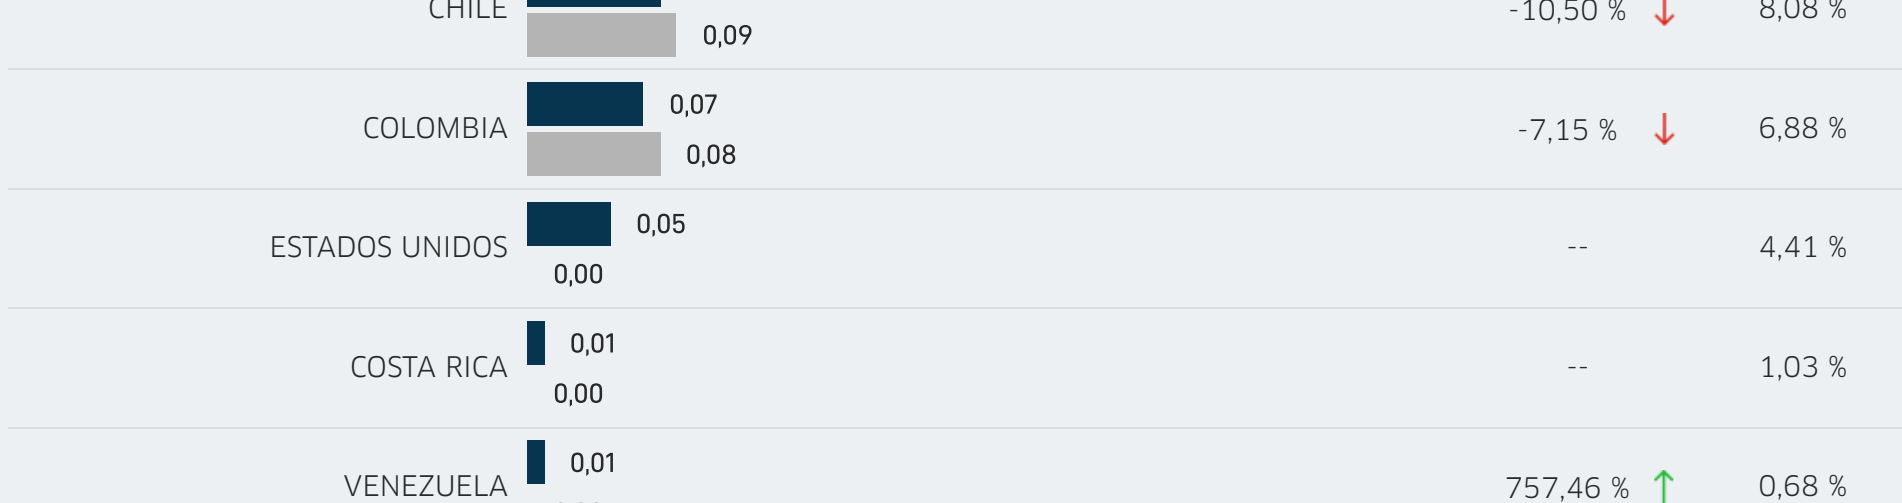 CHILE -10,50 % ↓ 8,08 %
0,09
0,07
COLOMBIA -7,15 % ↓ 6,88 %
0,08
0,05
ESTADOS UNIDOS -- 4,41 %
0,00
0,01
COSTA RICA -- 1,03 %
0,00
0,01
VENEZUELA 757,46 % ↑ 0,68 %